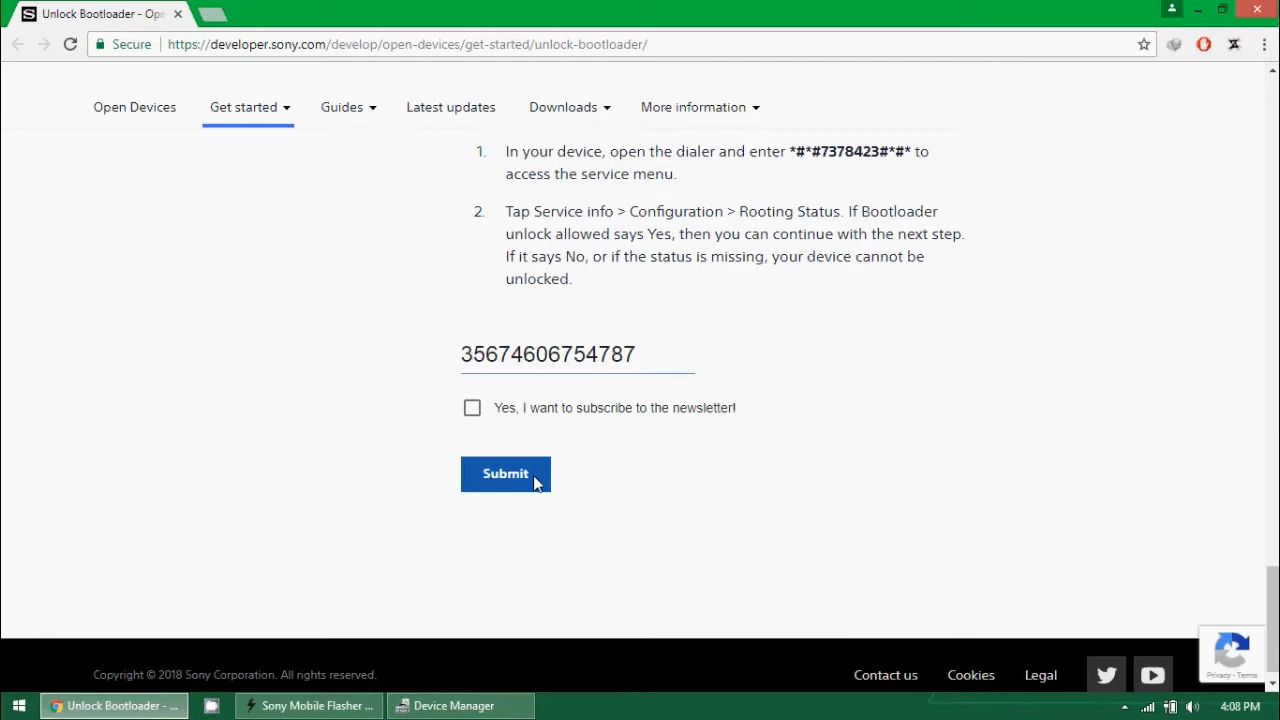 Unlock Bootloader - Ope
Secure https://developer.sony.com/develop/open-devices/get-started/unlock-bootloader/
Open Devices Get started Guides Latest updates Downloads More information
1. In your device, open the dialer and enter *#*#7378423#*#* to
access the service menu.
2. Tap Service info > Configuration > Rooting Status. If Bootloader
unlock allowed says Yes, then you can continue with the next step.
If it says No, or if the status is missing, your device cannot be
unlocked.
35674606754787
Yes, I want to subscribe to the newsletter!
Submit
Copyright © 2018 Sony Corporation. All rights reserved.
Contact us Cookies Legal
Privacy - Terms
Unlock Bootloader - ... Sony Mobile Flasher ... Device Manager 4:08 PM